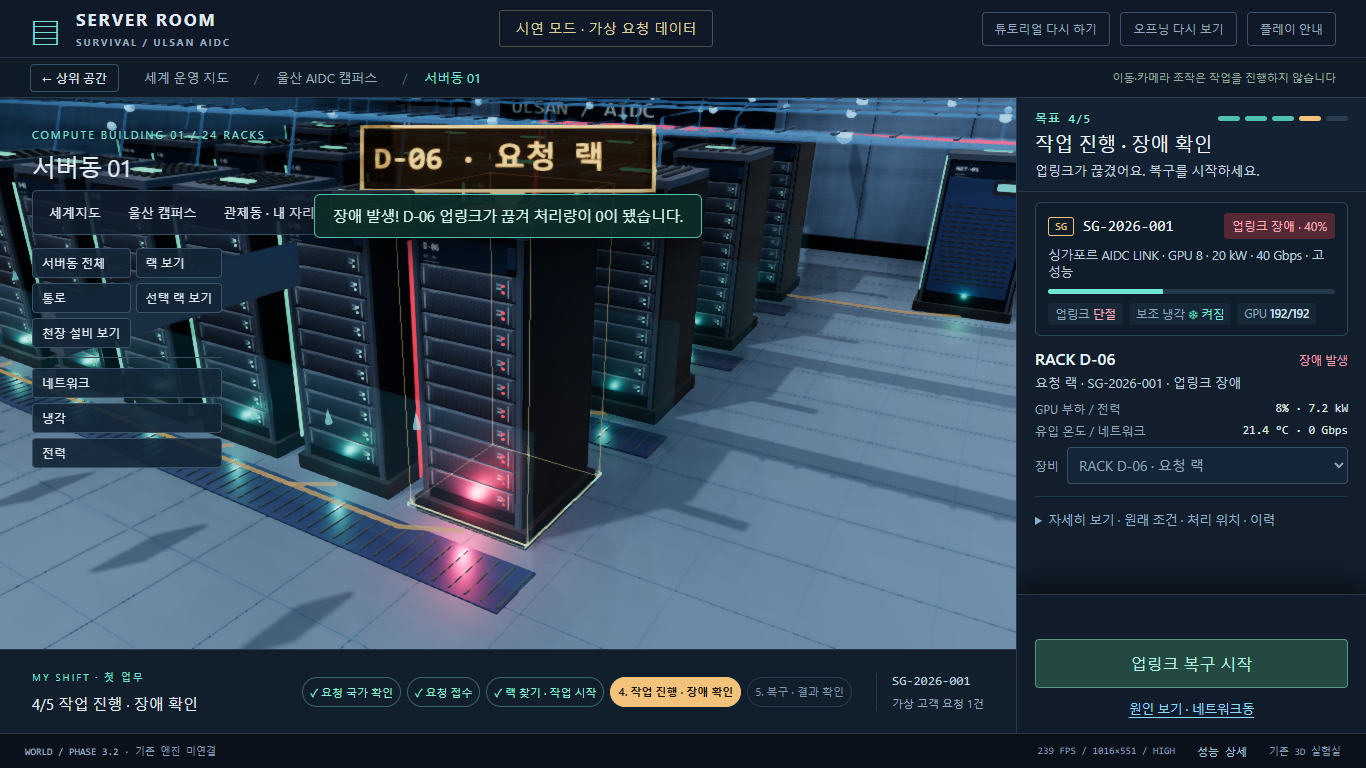 SERVER ROOM
SURVIVAL / ULSAN AIDC
시연 모드 · 가상 요청 데이터
튜토리얼 다시 하기
오프닝 다시 보기
플레이 안내
← 상위 공간
세계 운영 지도 / 울산 AIDC 캠퍼스 / 서버동 01
이동·카메라 조작은 작업을 진행하지 않습니다
ULSAN / AIDC
COMPUTE BUILDING 01 / 24 RACKS
서버동 01
D-06 · 요청 랙
세계지도
울산 캠퍼스
관제동 · 내 자리
장애 발생! D-06 업링크가 끊겨 처리량이 0이 됐습니다.
D-06
서버동 전체
랙 보기
통로
선택 랙 보기
천장 설비 보기
네트워크
냉각
전력
목표 4/5
작업 진행 · 장애 확인
업링크가 끊겼어요. 복구를 시작하세요.
SG
SG-2026-001
업링크 장애 · 40%
싱가포르 AIDC LINK · GPU 8 · 20 kW · 40 Gbps · 고
성능
업링크 단절
보조 냉각 ❄ 켜짐
GPU 192/192
RACK D-06
장애 발생
요청 랙 · SG-2026-001 · 업링크 장애
GPU 부하 / 전력
8% · 7.2 kW
유입 온도 / 네트워크
21.4 °C · 0 Gbps
장비
RACK D-06 · 요청 랙
▶ 자세히 보기 · 원래 조건 · 처리 위치 · 이력
업링크 복구 시작
원인 보기 · 네트워크동
MY SHIFT · 첫 업무
4/5 작업 진행 · 장애 확인
✓ 요청 국가 확인
✓ 요청 접수
✓ 랙 찾기 · 작업 시작
4. 작업 진행 · 장애 확인
5. 복구 · 결과 확인
SG-2026-001
가상 고객 요청 1건
WORLD / PHASE 3.2 · 기존 엔진 미연결
239 FPS / 1016×551 / HIGH
성능 상세
기존 3D 실험실